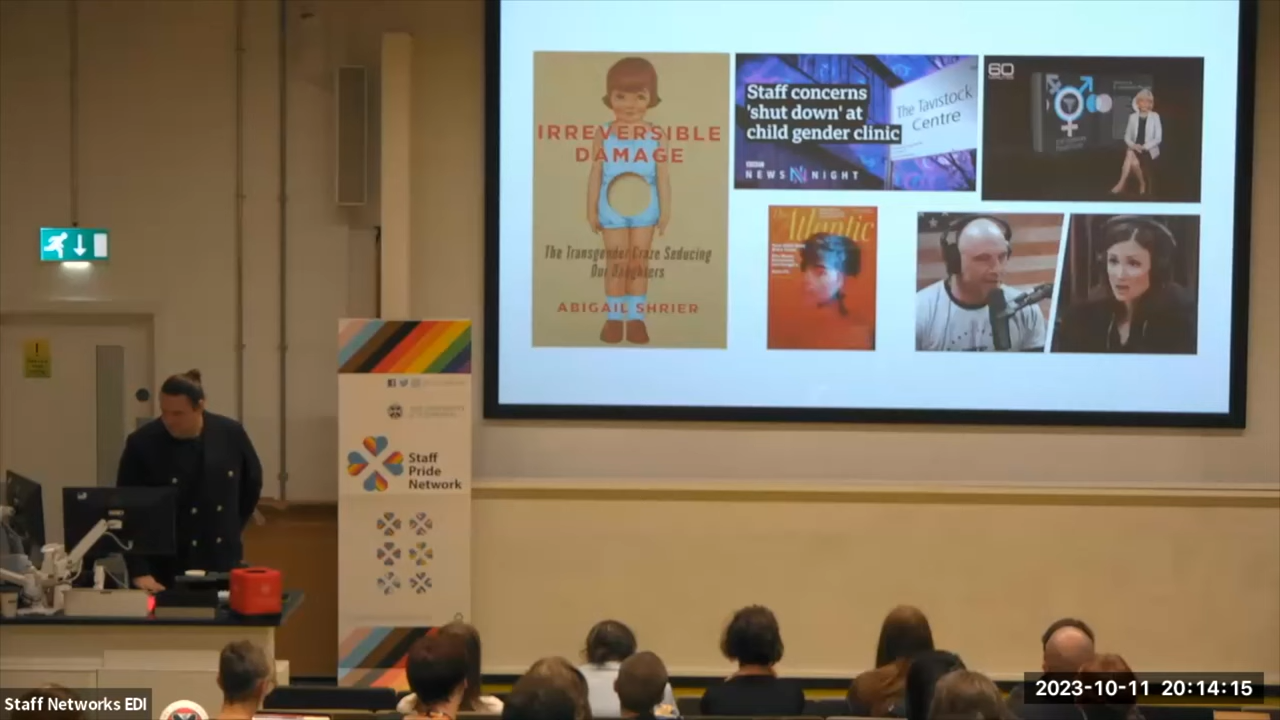 IRREVERSIBLE
DAMAGE
The Transgender Craze Seducing
Our Daughters
ABIGAIL SHRIER
Staff concerns
'shut down' at
child gender clinic
NEWSNIGHT
The Tavistock
Centre
60
The Atlantic
Staff
Pride
Network
Staff Networks EDI
2023-10-11 20:14:15